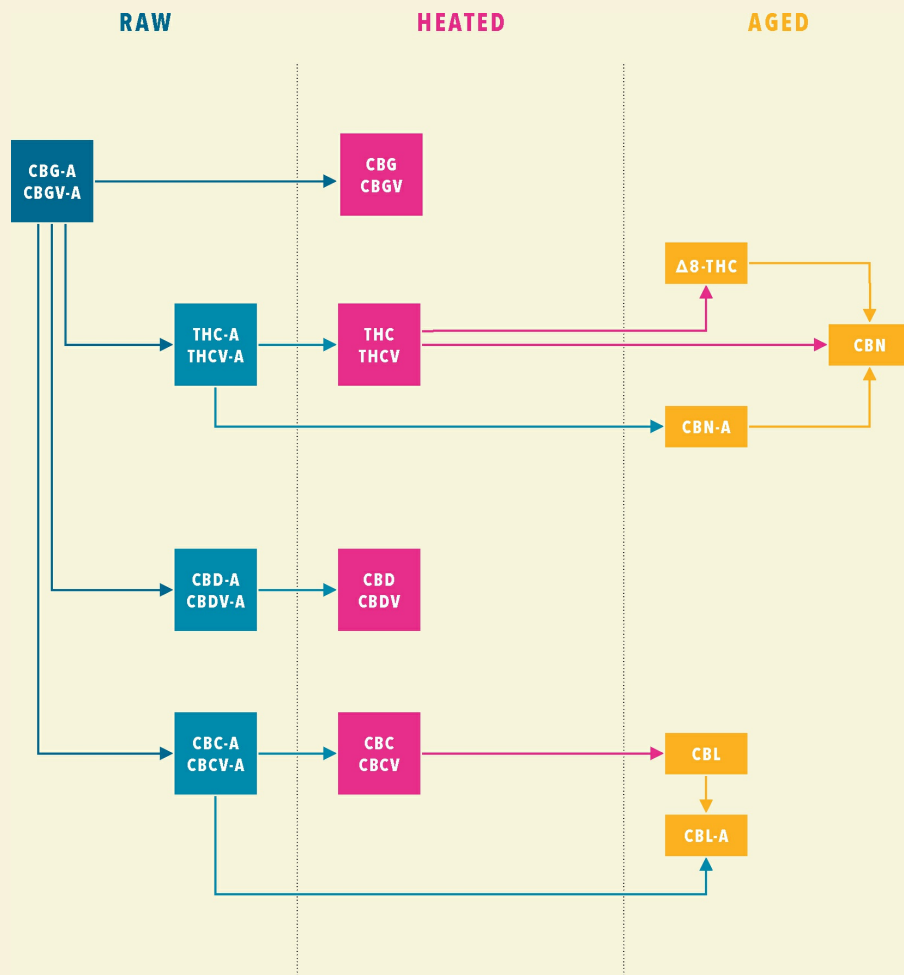 RAW
HEATED
AGED
CBG-A
CBGV-A
CBG
CBGV
Δ8-THC
THC-A
THCV-A
THC
THCV
CBN
CBN-A
CBD-A
CBDV-A
CBD
CBDV
CBC-A
CBCV-A
CBC
CBCV
CBL
CBL-A